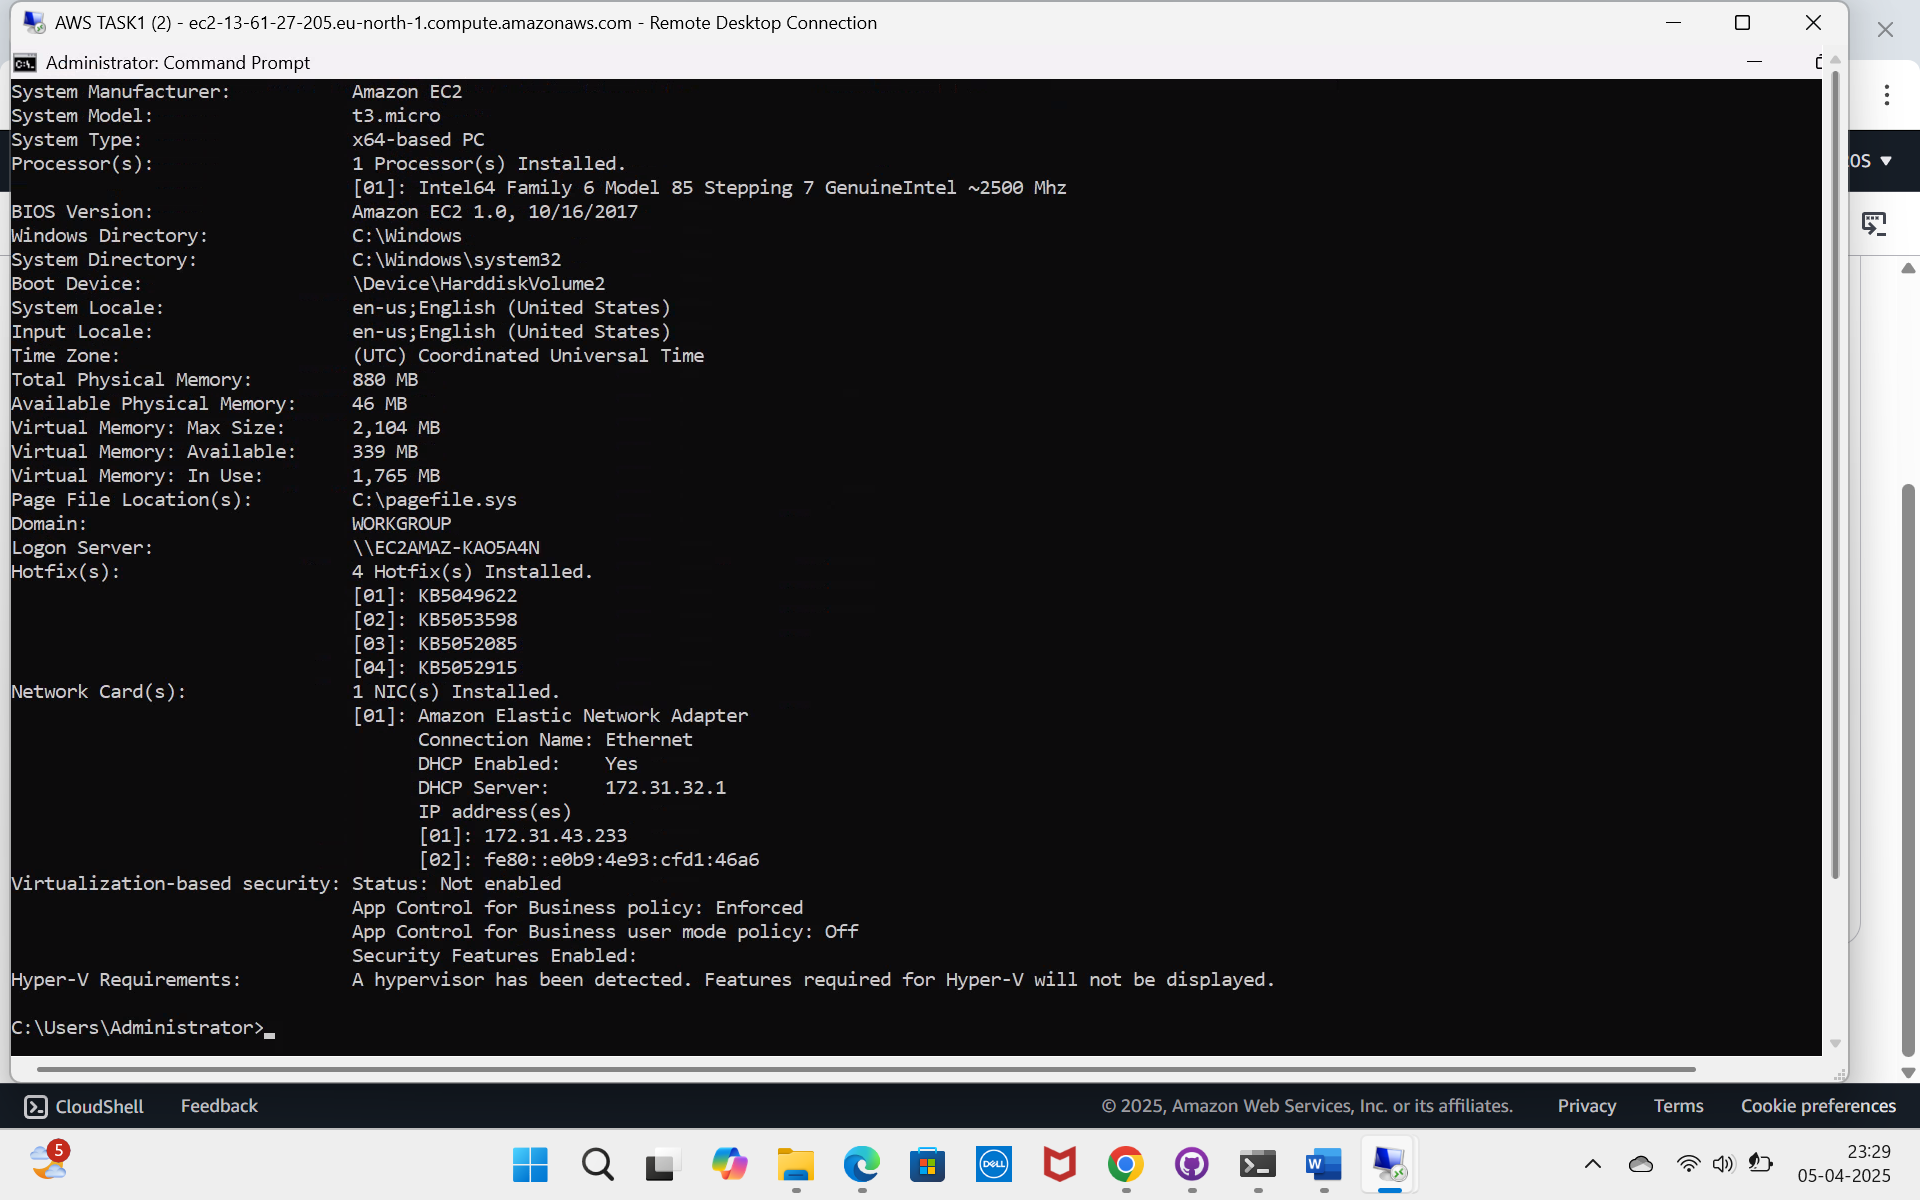 AWS TASK1 (2) - ec2-13-61-27-205.eu-north-1.compute.amazonaws.com - Remote Desktop Connection
Administrator: Command Prompt
System Manufacturer: Amazon EC2
System Model: t3.micro
System Type: x64-based PC
Processor(s): 1 Processor(s) Installed.
[01]: Intel64 Family 6 Model 85 Stepping 7 GenuineIntel ~2500 Mhz
BIOS Version: Amazon EC2 1.0, 10/16/2017
Windows Directory: C:\Windows
System Directory: C:\Windows\system32
Boot Device: \Device\HarddiskVolume2
System Locale: en-us;English (United States)
Input Locale: en-us;English (United States)
Time Zone: (UTC) Coordinated Universal Time
Total Physical Memory: 880 MB
Available Physical Memory: 46 MB
Virtual Memory: Max Size: 2,104 MB
Virtual Memory: Available: 339 MB
Virtual Memory: In Use: 1,765 MB
Page File Location(s): C:\pagefile.sys
Domain: WORKGROUP
Logon Server: \\EC2AMAZ-KAO5A4N
Hotfix(s): 4 Hotfix(s) Installed.
[01]: KB5049622
[02]: KB5053598
[03]: KB5052085
[04]: KB5052915
Network Card(s): 1 NIC(s) Installed.
[01]: Amazon Elastic Network Adapter
Connection Name: Ethernet
DHCP Enabled: Yes
DHCP Server: 172.31.32.1
IP address(es)
[01]: 172.31.43.233
[02]: fe80::e0b9:4e93:cfd1:46a6
Virtualization-based security: Status: Not enabled
App Control for Business policy: Enforced
App Control for Business user mode policy: Off
Security Features Enabled:
Hyper-V Requirements: A hypervisor has been detected. Features required for Hyper-V will not be displayed.
C:\Users\Administrator>
CloudShell Feedback © 2025, Amazon Web Services, Inc. or its affiliates. Privacy Terms Cookie preferences
5
DELL
W
23:29
05-04-2025